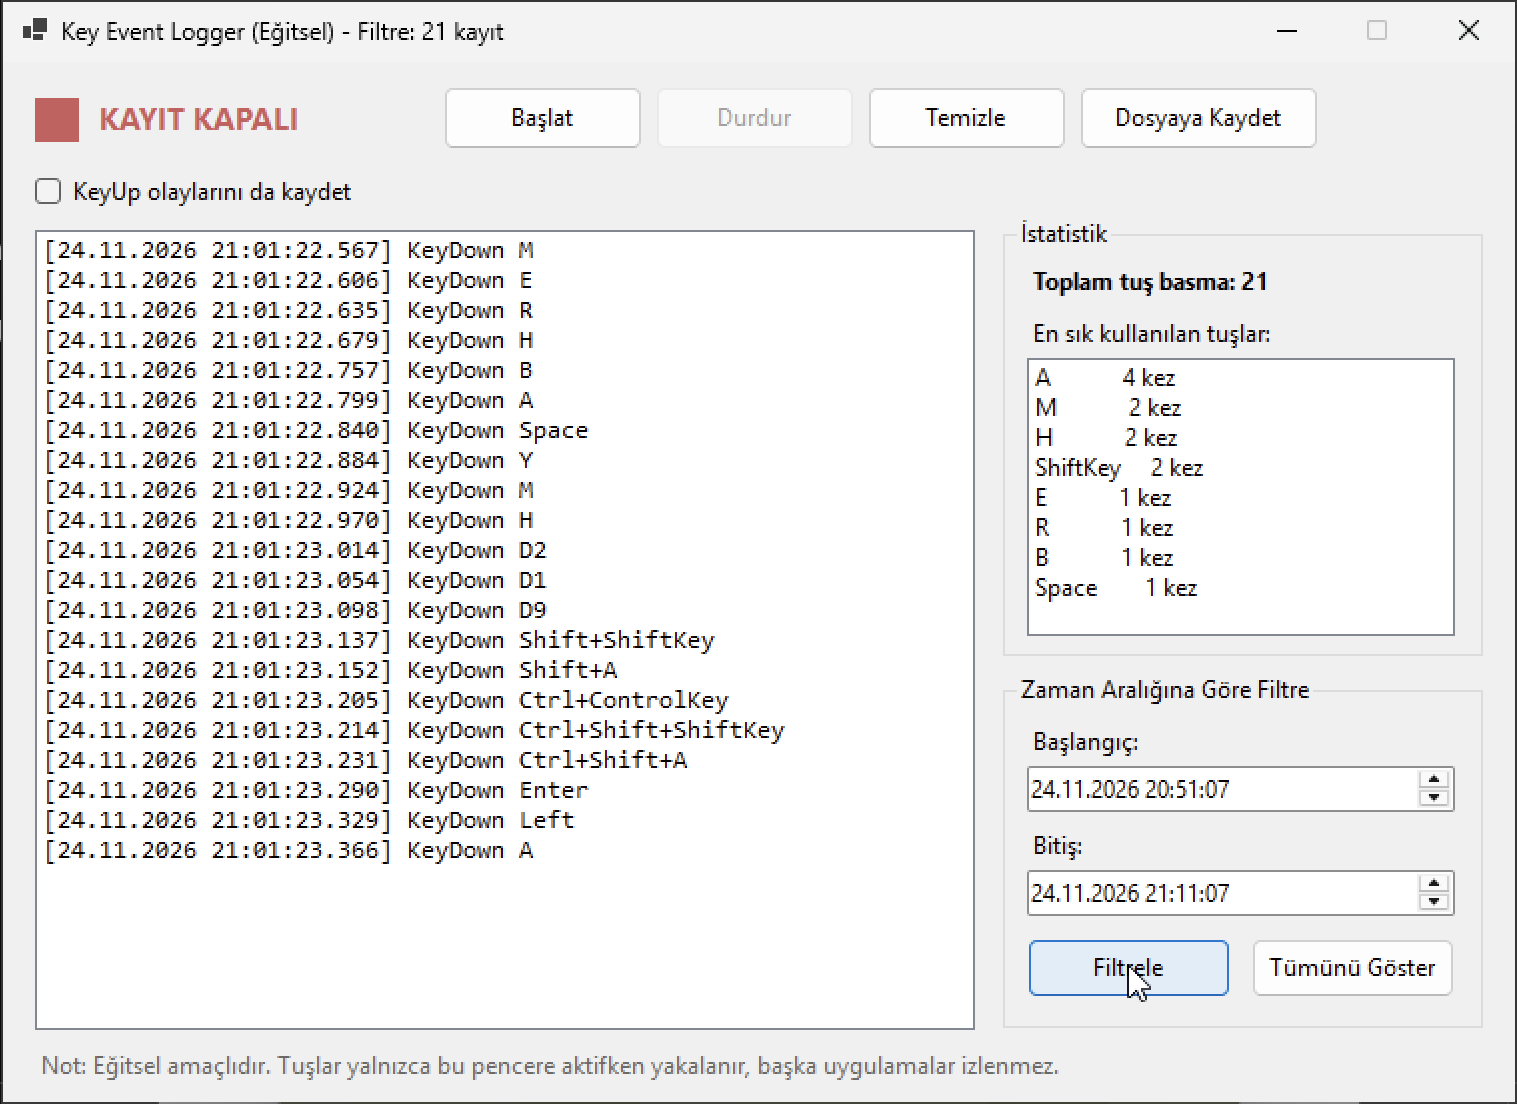 Key Event Logger (Eğitsel) - Filtre: 21 kayıt
KAYIT KAPALI
Başlat
Durdur
Temizle
Dosyaya Kaydet
KeyUp olaylarını da kaydet
[24.11.2026 21:01:22.567] KeyDown M
[24.11.2026 21:01:22.606] KeyDown E
[24.11.2026 21:01:22.635] KeyDown R
[24.11.2026 21:01:22.679] KeyDown H
[24.11.2026 21:01:22.757] KeyDown B
[24.11.2026 21:01:22.799] KeyDown A
[24.11.2026 21:01:22.840] KeyDown Space
[24.11.2026 21:01:22.884] KeyDown Y
[24.11.2026 21:01:22.924] KeyDown M
[24.11.2026 21:01:22.970] KeyDown H
[24.11.2026 21:01:23.014] KeyDown D2
[24.11.2026 21:01:23.054] KeyDown D1
[24.11.2026 21:01:23.098] KeyDown D9
[24.11.2026 21:01:23.137] KeyDown Shift+ShiftKey
[24.11.2026 21:01:23.152] KeyDown Shift+A
[24.11.2026 21:01:23.205] KeyDown Ctrl+ControlKey
[24.11.2026 21:01:23.214] KeyDown Ctrl+Shift+ShiftKey
[24.11.2026 21:01:23.231] KeyDown Ctrl+Shift+A
[24.11.2026 21:01:23.290] KeyDown Enter
[24.11.2026 21:01:23.329] KeyDown Left
[24.11.2026 21:01:23.366] KeyDown A
İstatistik
Toplam tuş basma: 21
En sık kullanılan tuşlar:
A 4 kez
M 2 kez
H 2 kez
ShiftKey 2 kez
E 1 kez
R 1 kez
B 1 kez
Space 1 kez
Zaman Aralığına Göre Filtre
Başlangıç:
24.11.2026 20:51:07
Bitiş:
24.11.2026 21:11:07
Filtrele
Tümünü Göster
Not: Eğitsel amaçlıdır. Tuşlar yalnızca bu pencere aktifken yakalanır, başka uygulamalar izlenmez.